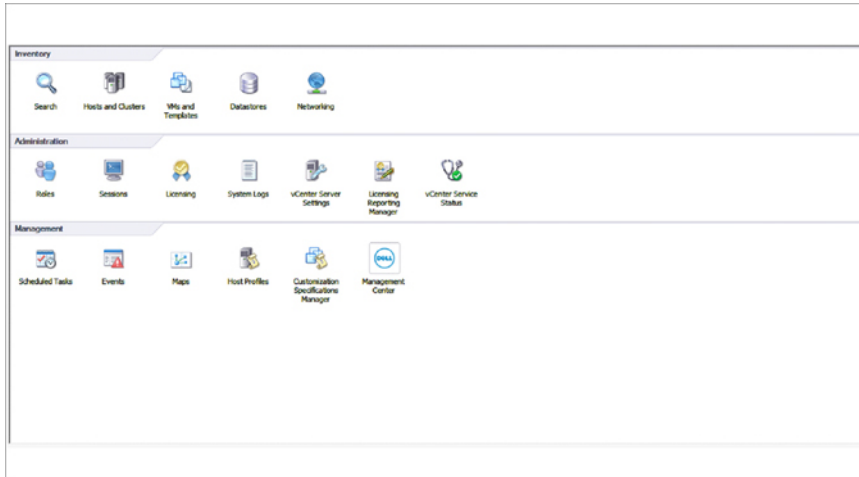 Inventory
Search
Hosts and Clusters
VMs and
Templates
Datastores
Networking
Administration
Roles
Sessions
Licensing
System Logs
vCenter Server
Settings
Licensing
Reporting
Manager
vCenter Service
Status
Management
Scheduled Tasks
Events
Maps
Host Profiles
Customization
Specifications
Manager
DELL
Management
Center